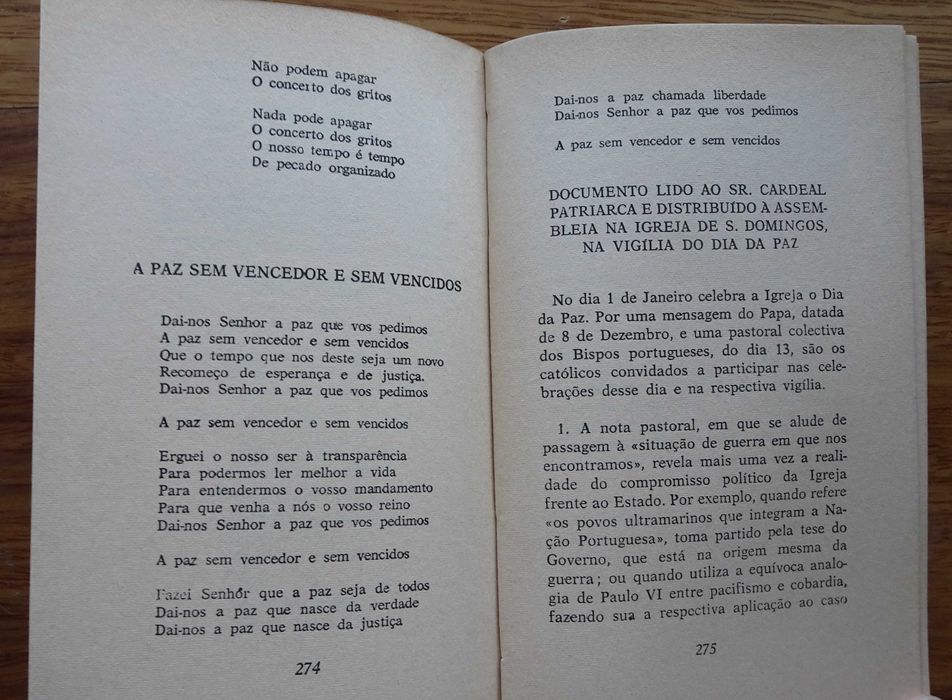 Não podem apagar
O concerto dos gritos
Nada pode apagar
O concerto dos gritos
O nosso tempo é tempo
De pecado organizado
A PAZ SEM VENCEDOR E SEM VENCIDOS
Dai-nos Senhor a paz que vos pedimos
A paz sem vencedor e sem vencidos
Que o tempo que nos deste seja um novo
Recomeço de esperança e de justiça.
Dai-nos Senhor a paz que vos pedimos
A paz sem vencedor e sem vencidos
Erguei o nosso ser à transparência
Para podermos ler melhor a vida
Para entendermos o vosso mandamento
Para que venha a nós o vosso reino
Dai-nos Senhor a paz que vos pedimos
A paz sem vencedor e sem vencidos
Fazei Senhor que a paz seja de todos
Dai-nos a paz que nasce da verdade
Dai-nos a paz que nasce da justiça
274
Dai-nos a paz chamada liberdade
Dai-nos Senhor a paz que vos pedimos
A paz sem vencedor e sem vencidos
DOCUMENTO LIDO AO SR. CARDEAL
PATRIARCA E DISTRIBUÍDO À ASSEM-
BLEIA NA IGREJA DE S. DOMINGOS,
NA VIGÍLIA DO DIA DA PAZ
No dia 1 de Janeiro celebra a Igreja o Dia
da Paz. Por uma mensagem do Papa, datada
de 8 de Dezembro, e uma pastoral colectiva
dos Bispos portugueses, do dia 13, são os
católicos convidados a participar nas cele-
brações desse dia e na respectiva vigília.
1. A nota pastoral, em que se alude de
passagem à «situação de guerra em que nos
encontramos», revela mais uma vez a reali-
dade do compromisso político da Igreja
frente ao Estado. Por exemplo, quando refere
«os povos ultramarinos que integram a Na-
ção Portuguesa», toma partido pela tese do
Governo, que está na origem mesma da
guerra; ou quando utiliza a equívoca analo-
gia de Paulo VI entre pacifismo e cobardia,
fazendo sua a respectiva aplicação ao caso
275